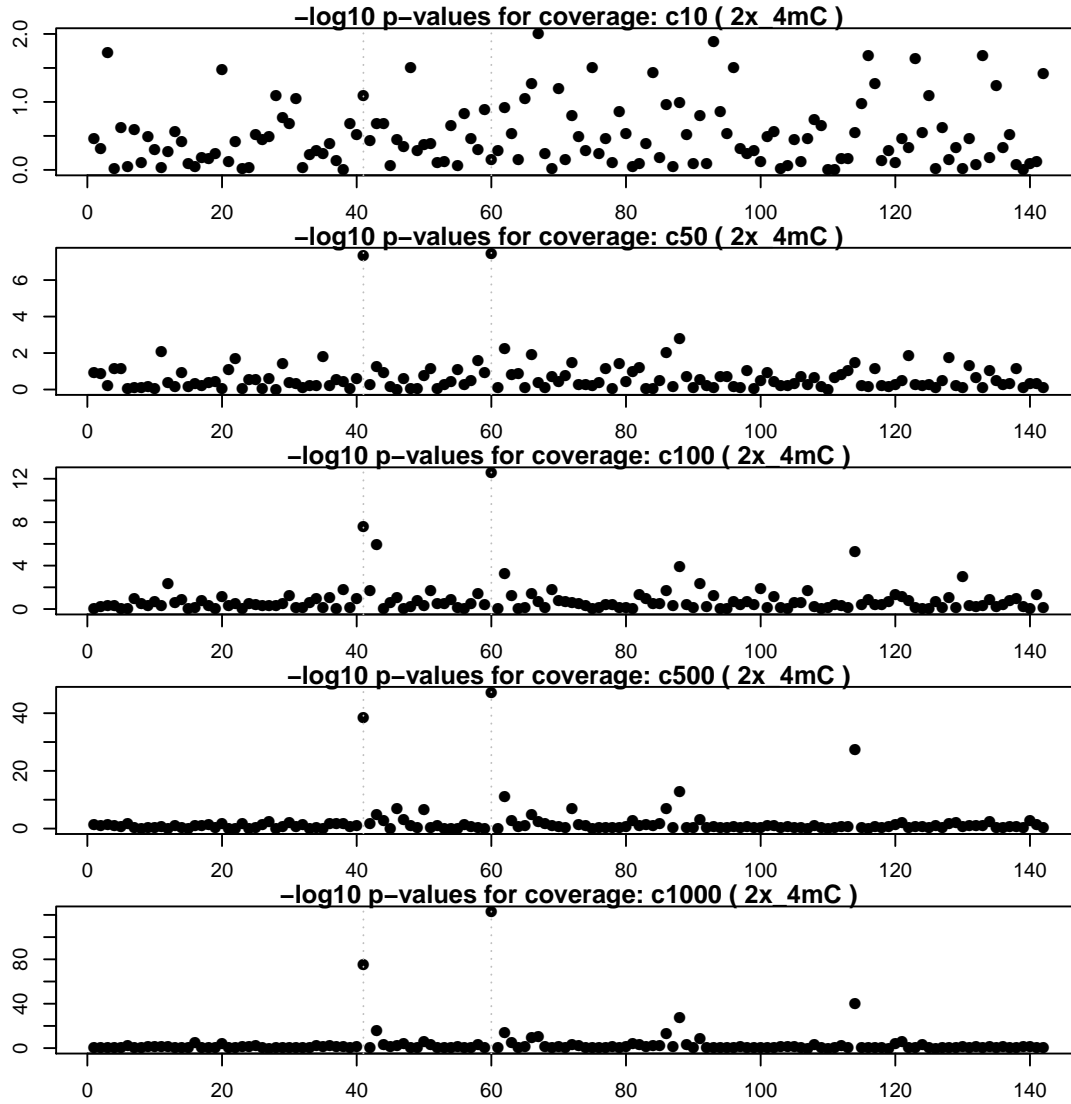 −log10 p−values for coverage: c10 ( 2x_4mC )
0.0 1.0 2.0
0 20 40 60 80 100 120 140
−log10 p−values for coverage: c50 ( 2x_4mC )
0 2 4 6
0 20 40 60 80 100 120 140
−log10 p−values for coverage: c100 ( 2x_4mC )
0 4 8 12
0 20 40 60 80 100 120 140
−log10 p−values for coverage: c500 ( 2x_4mC )
0 20 40
0 20 40 60 80 100 120 140
−log10 p−values for coverage: c1000 ( 2x_4mC )
0 40 80
0 20 40 60 80 100 120 140